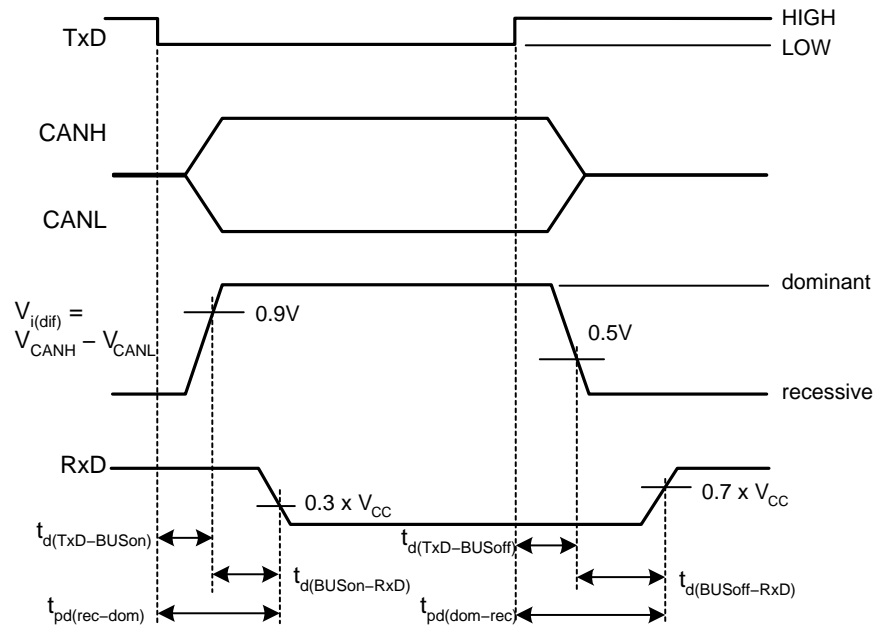 HIGH
TxD
LOW
CANH
CANL
dominant
V_i(dif) =
V_CANH – V_CANL
0.9V
0.5V
recessive
RxD
0.3 x V_CC
0.7 x V_CC
t_d(TxD–BUSon)
t_d(TxD–BUSoff)
t_d(BUSon–RxD)
t_d(BUSoff–RxD)
t_pd(rec–dom)
t_pd(dom–rec)